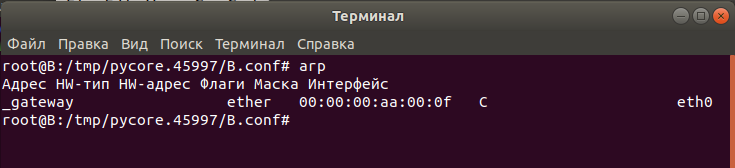 Терминал
Файл Правка Вид Поиск Терминал Справка
root@B:/tmp/pycore.45997/B.conf# arp
Адрес HW-тип HW-адрес Флаги Маска Интерфейс
_gateway ether 00:00:00:aa:00:0f C eth0
root@B:/tmp/pycore.45997/B.conf#